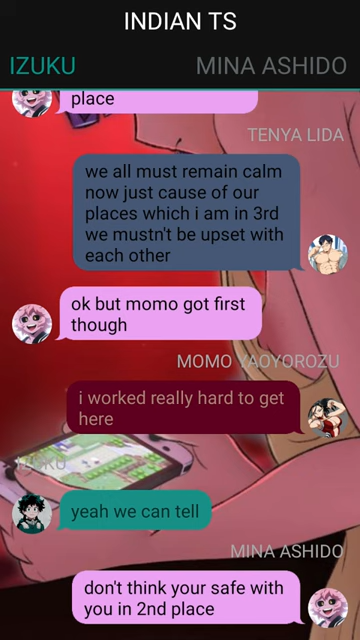 INDIAN TS
IZUKU
MINA ASHIDO
place
TENYA LIDA
we all must remain calm
now just cause of our
places which i am in 3rd
we mustn't be upset with
each other
ok but momo got first
though
MOMO YAOYOROZU
i worked really hard to get
here
IZUKU
yeah we can tell
MINA ASHIDO
don't think your safe with
you in 2nd place